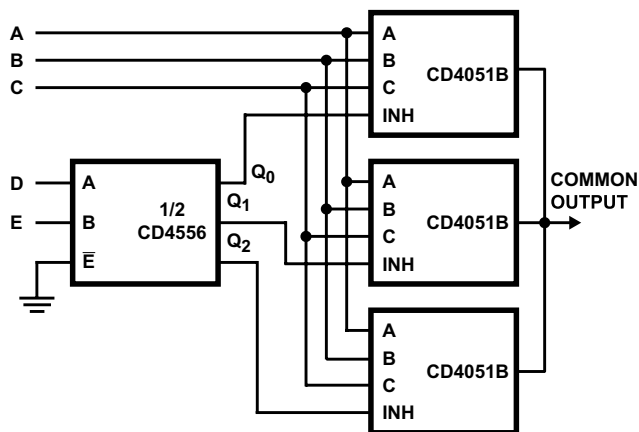 A
B
C
A
B
C
INH
CD4051B
D
E
A
B
E̅
1/2
CD4556
Q0
Q1
Q2
A
B
C
INH
CD4051B
COMMON
OUTPUT
A
B
C
INH
CD4051B